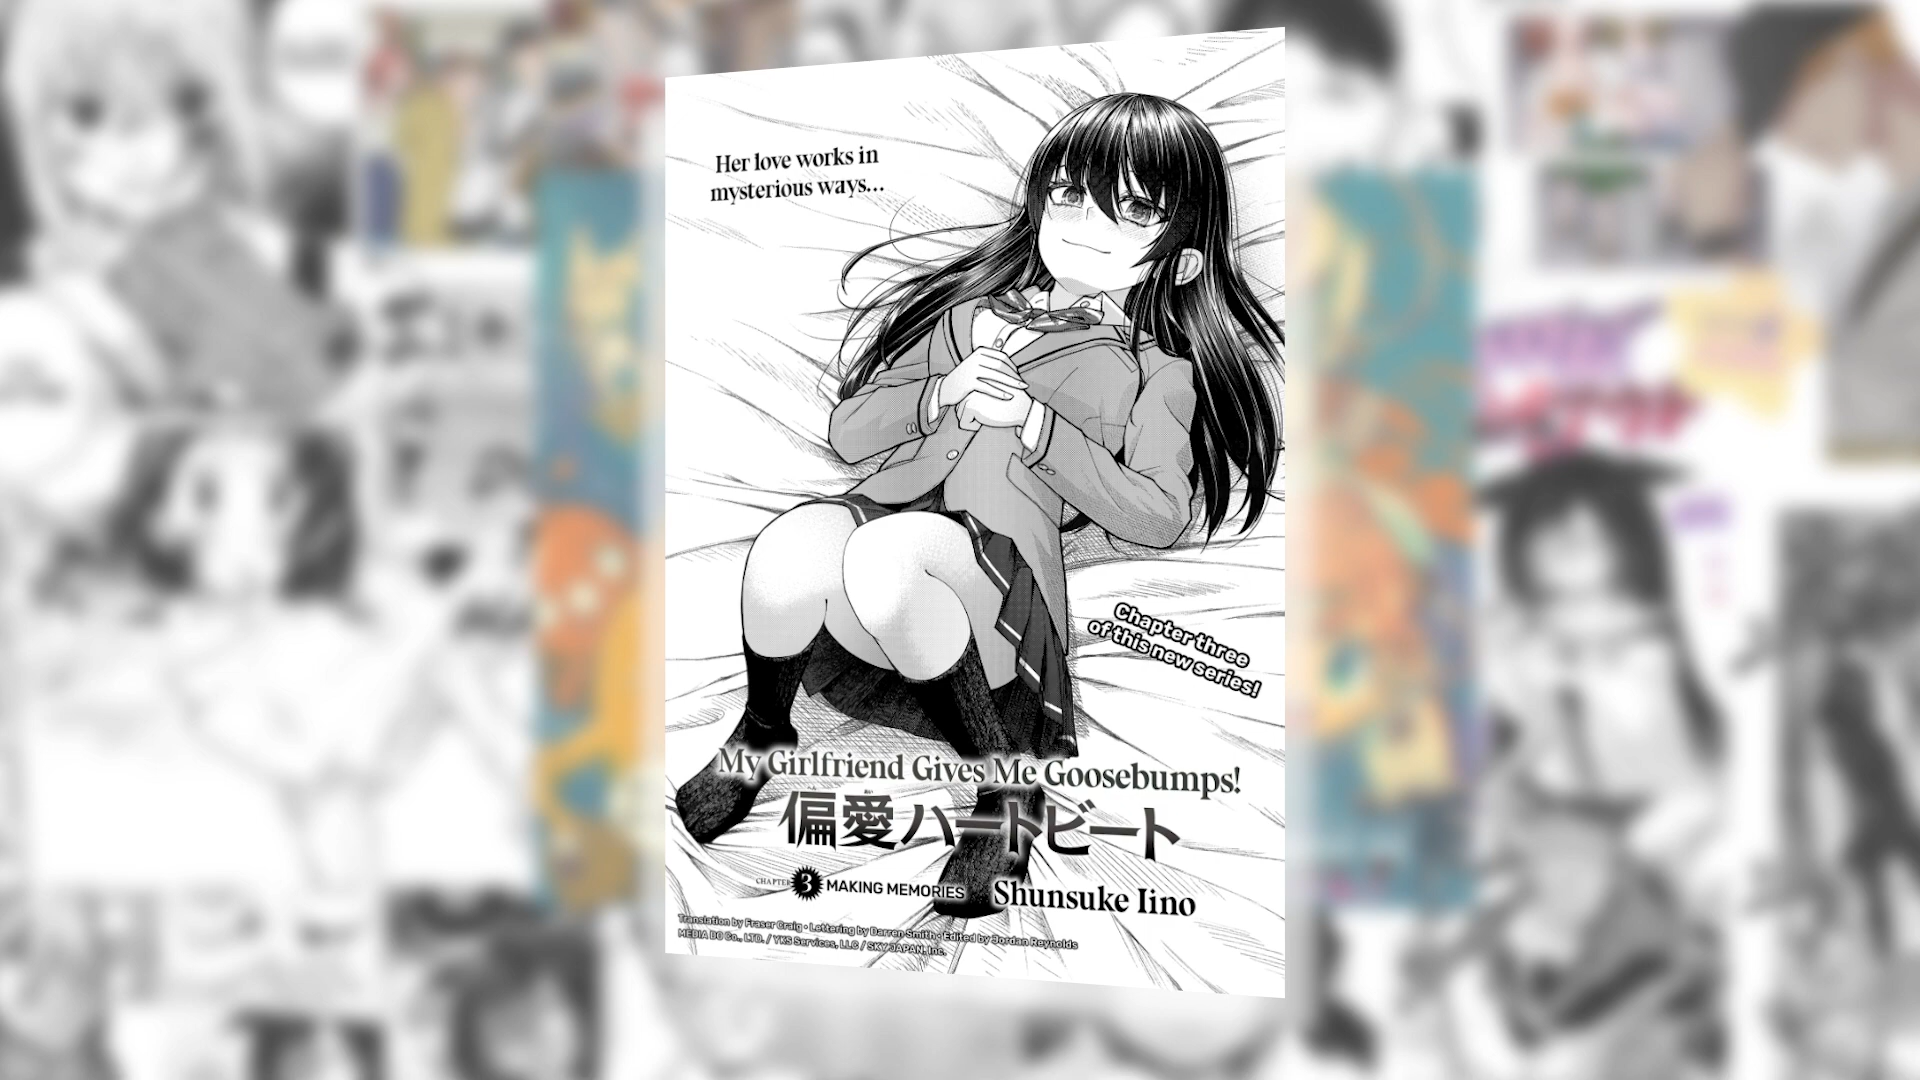 Her love works in
mysterious ways...
Chapter three
of this new series!
My Girlfriend Gives Me Goosebumps!
偏愛ハートビート
CHAPTER 3 MAKING MEMORIES
Shunsuke Iino
Translation by Fraser Craig • Lettering by Darren Smith • Edited by Jordan Reynolds
MEDIA DO Co., LTD. / YKS Services, LLC / SKY JAPAN, Inc.